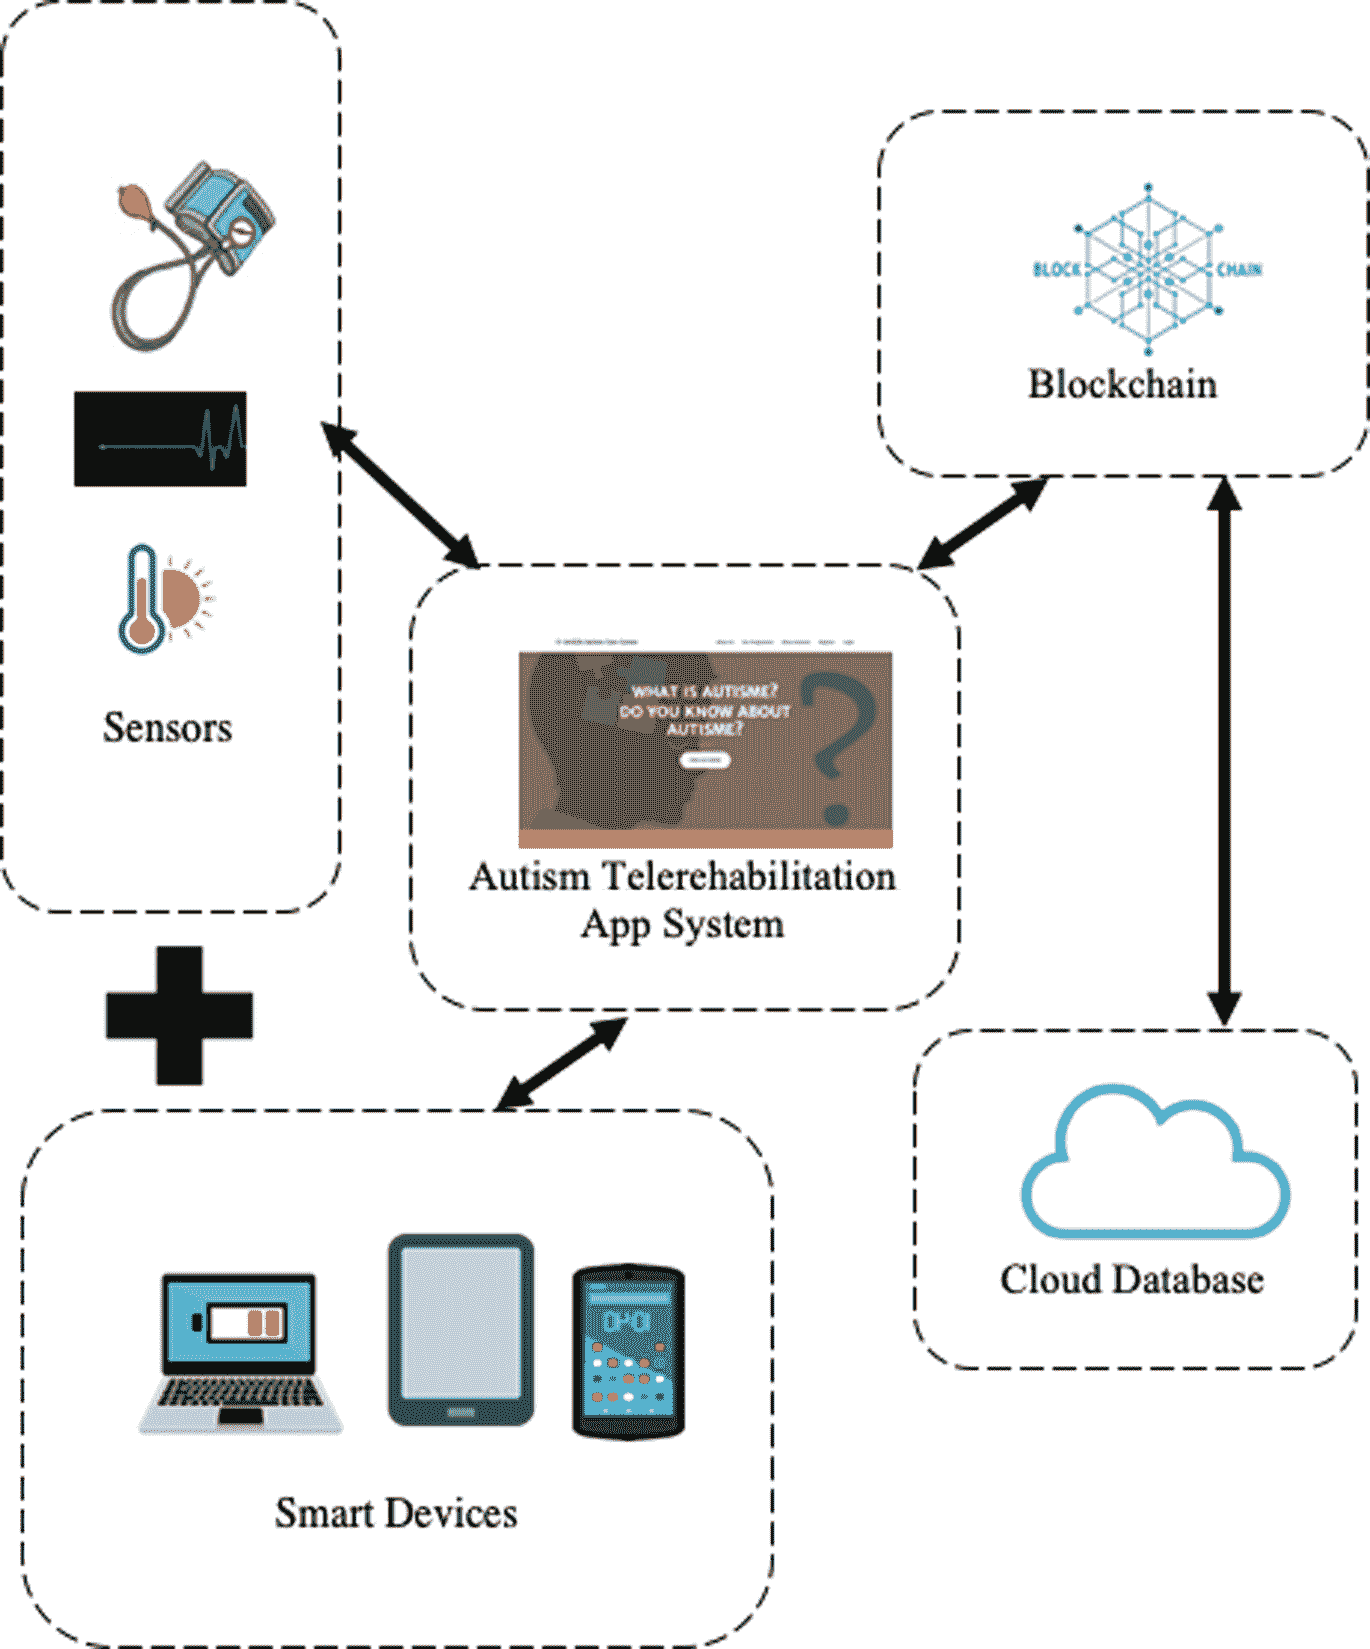 BLOCK CHAIN
Blockchain
Sensors
WHAT IS AUTISME?
DO YOU KNOW ABOUT
AUTISME?
Autism Telerehabilitation
App System
Cloud Database
Smart Devices